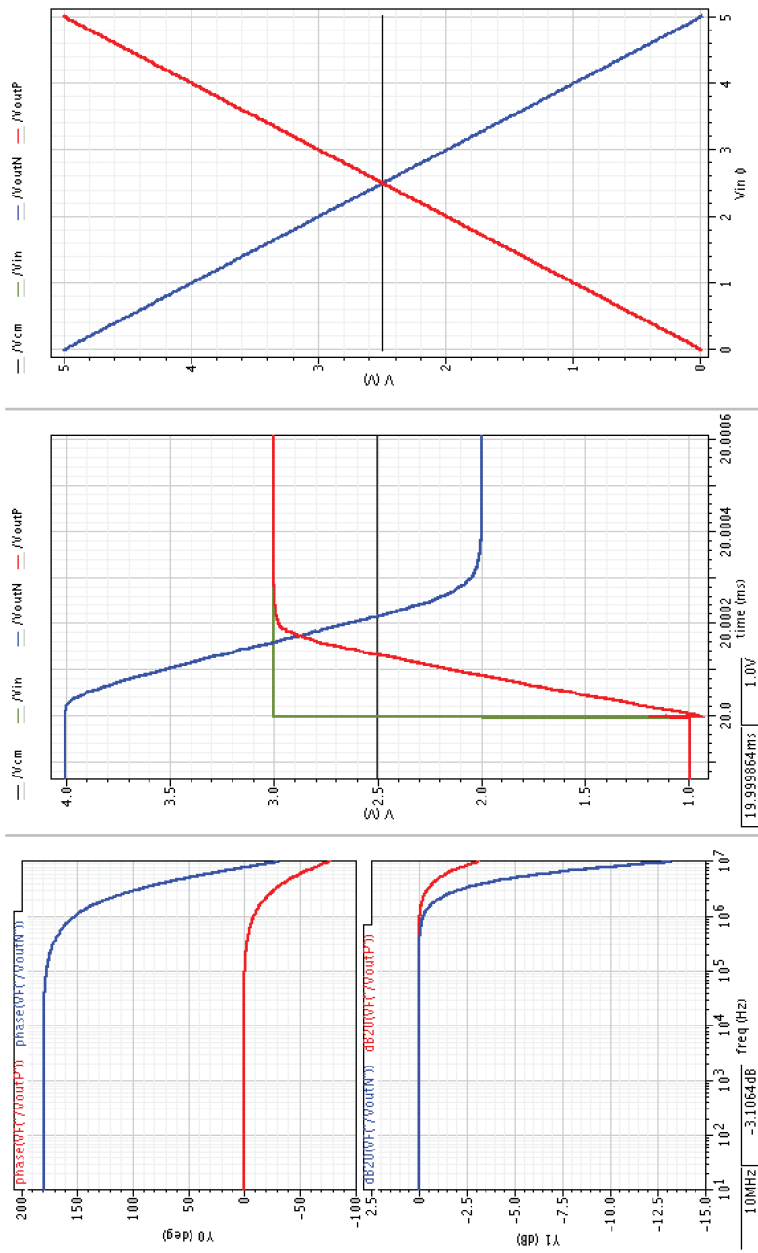 /Vcm /Vin /VoutN /VoutP
5
4
3
2
1
0
V (V)
0 1 2 3 4 5
Vin ()
/Vcm /Vin /VoutN /VoutP
4.0
3.5
3.0
2.5
2.0
1.5
1.0
V (V)
20.0 20.0002 20.0004 20.0006
time (ms)
19.999864ms 1.0V
phase(VF("/VoutP")) phase(VF("/VoutN"))
200
150
100
50
0
-50
-100
Y0 (deg)
dB20(VF("/VoutN")) dB20(VF("/VoutP"))
2.5
0
-2.5
-5.0
-7.5
-10.0
-12.5
-15.0
Y1 (dB)
10^1 10^2 10^3 10^4 10^5 10^6 10^7
freq (Hz)
10MHz -3.1064dB